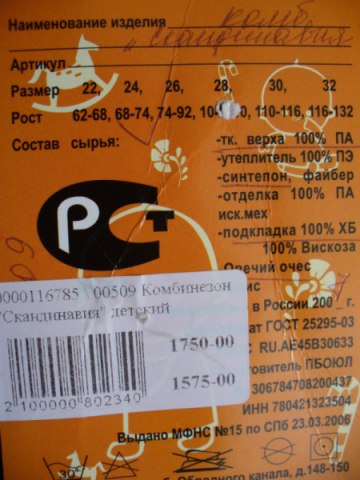 Наименование изделия комб.
"Скандинавия
Артикул
Размер 22, 24, 26, 28, 30, 32
Рост 62-68, 68-74, 74-92, 110-116, 116-132
Состав сырья: -тк. верха 100% ПА
-утеплитель 100% ПЭ
-синтепон, файбер
-отделка 100% ПА
иск.мех
-подкладка 100% ХБ
100% Вискоза
очес
РСТ
в России 200 г.
0000116785 00509 Комбинезон
"Скандинавия" детский
1750-00
1575-00
2100000802340
ГОСТ 25295-03
RU.AE45B30633
ПБОЮЛ
306784708200437
ИНН 780421323504
Выдано МФНС №15 по СПб 23.03.2006
30°
канала, д.148-150